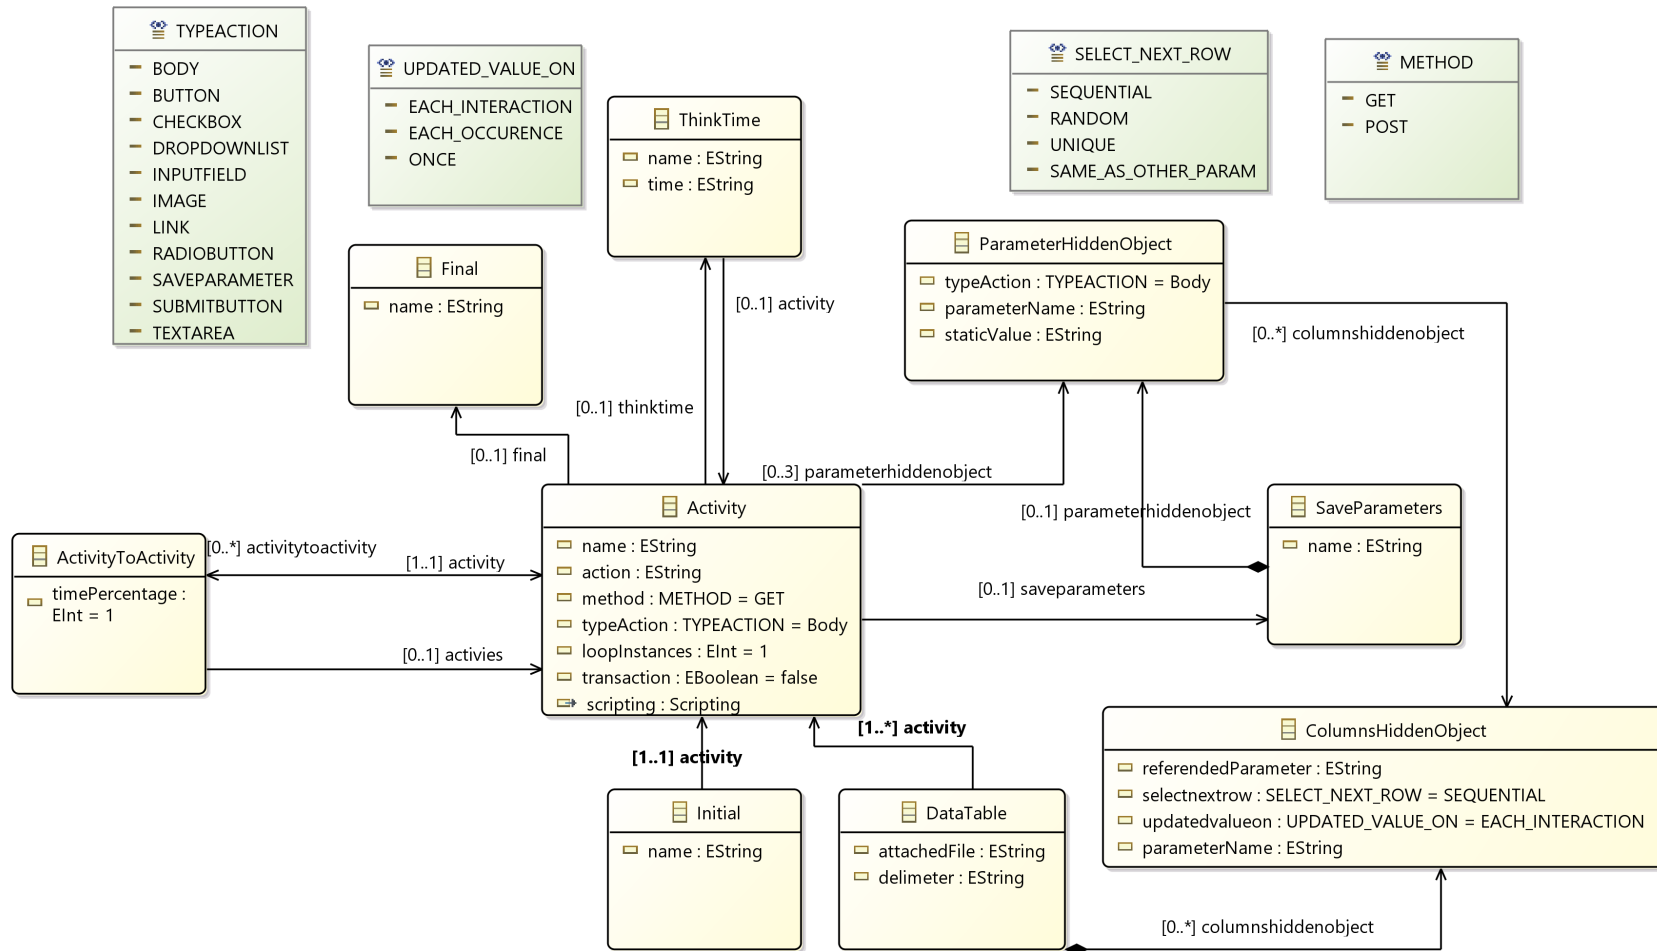 TYPEACTION
BODY
BUTTON
CHECKBOX
DROPDOWNLIST
INPUTFIELD
IMAGE
LINK
RADIOBUTTON
SAVEPARAMETER
SUBMITBUTTON
TEXTAREA
UPDATED_VALUE_ON
EACH_INTERACTION
EACH_OCCURENCE
ONCE
ThinkTime
name : EString
time : EString
SELECT_NEXT_ROW
SEQUENTIAL
RANDOM
UNIQUE
SAME_AS_OTHER_PARAM
METHOD
GET
POST
Final
name : EString
ParameterHiddenObject
typeAction : TYPEACTION = Body
parameterName : EString
staticValue : EString
[0..1] activity
[0..*] columnshiddenobject
[0..1] thinktime
[0..1] final
[0..3] parameterhiddenobject
[0..1] parameterhiddenobject
ActivityToActivity
timePercentage :
EInt = 1
[0..*] activitytoactivity
[1..1] activity
[0..1] activies
Activity
name : EString
action : EString
method : METHOD = GET
typeAction : TYPEACTION = Body
loopInstances : EInt = 1
transaction : EBoolean = false
scripting : Scripting
[0..1] saveparameters
SaveParameters
name : EString
[1..1] activity
[1..*] activity
Initial
name : EString
DataTable
attachedFile : EString
delimeter : EString
ColumnsHiddenObject
referendedParameter : EString
selectnextrow : SELECT_NEXT_ROW = SEQUENTIAL
updatedvalueon : UPDATED_VALUE_ON = EACH_INTERACTION
parameterName : EString
[0..*] columnshiddenobject